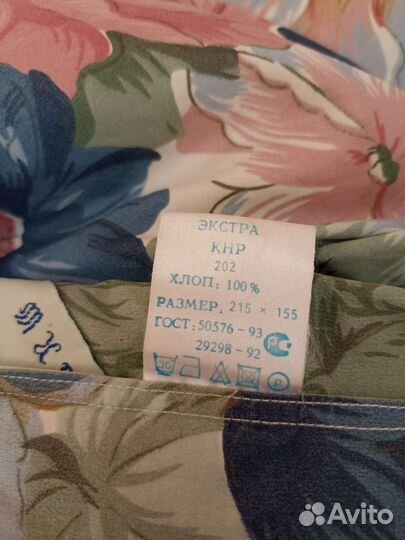 ЭКСТРА
КНР
202
ХЛОП: 100%
РАЗМЕР. 215 × 155
ГОСТ: 50576-93
29298-92
Avito